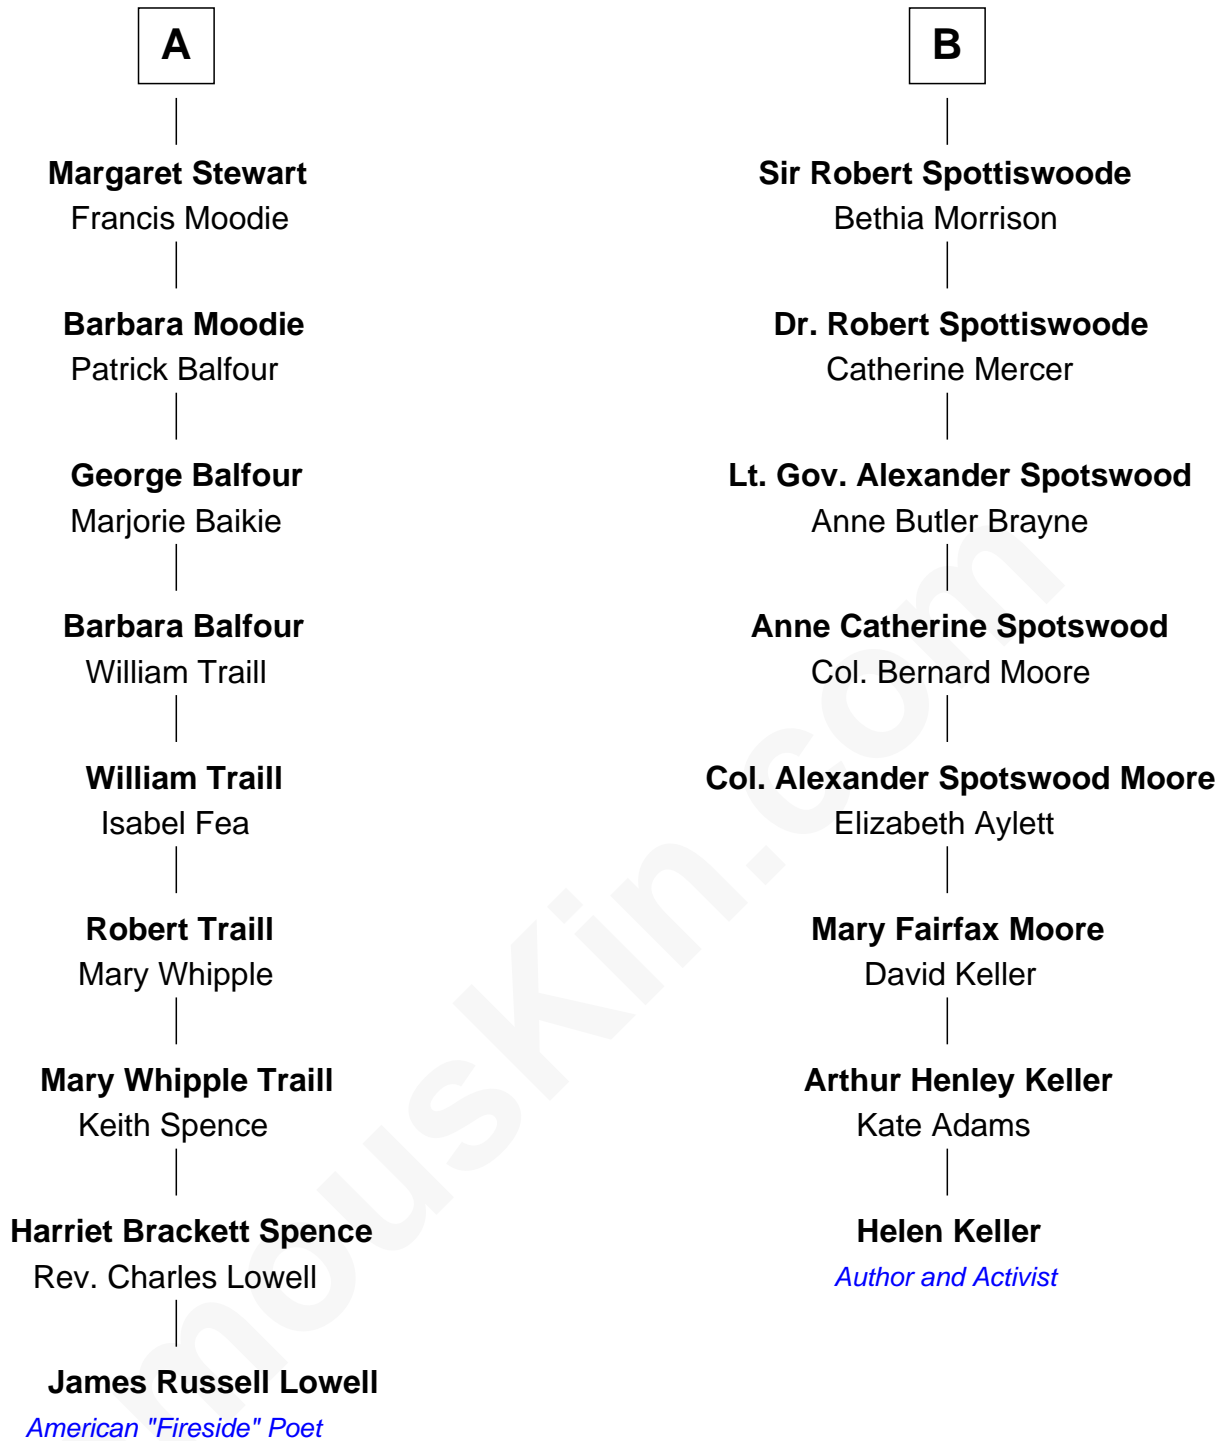 A
Margaret Stewart
Francis Moodie
Barbara Moodie
Patrick Balfour
George Balfour
Marjorie Baikie
Barbara Balfour
William Traill
William Traill
Isabel Fea
Robert Traill
Mary Whipple
Mary Whipple Traill
Keith Spence
Harriet Brackett Spence
Rev. Charles Lowell
James Russell Lowell
American "Fireside" Poet
B
Sir Robert Spottiswoode
Bethia Morrison
Dr. Robert Spottiswoode
Catherine Mercer
Lt. Gov. Alexander Spotswood
Anne Butler Brayne
Anne Catherine Spotswood
Col. Bernard Moore
Col. Alexander Spotswood Moore
Elizabeth Aylett
Mary Fairfax Moore
David Keller
Arthur Henley Keller
Kate Adams
Helen Keller
Author and Activist
mousKin.com